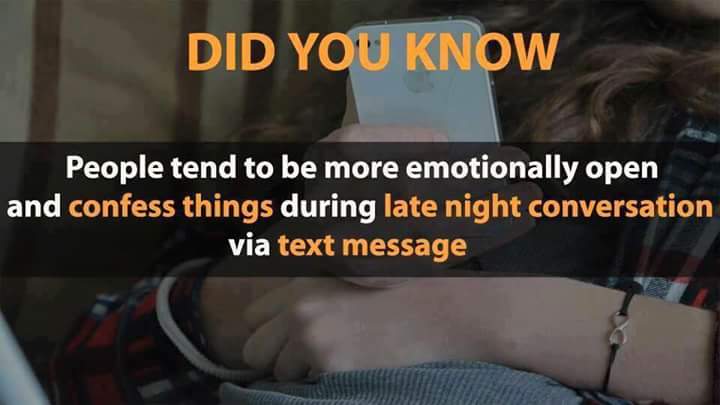 DID YOU KNOW
People tend to be more emotionally open
and confess things during late night conversation
via text message